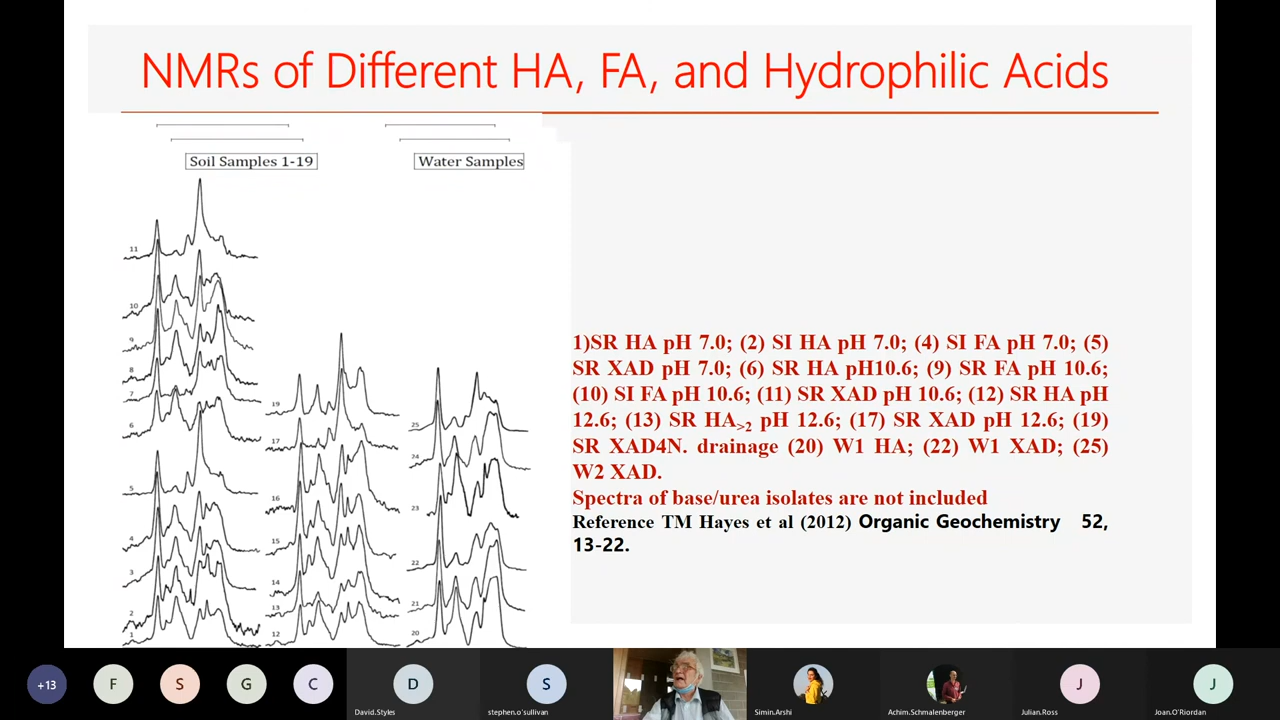 NMRs of Different HA, FA, and Hydrophilic Acids
Soil Samples 1-19
Water Samples
11
10
9
8
7
6
5
4
3
2
1
19
17
16
15
14
13
12
25
24
23
22
21
20
1)SR HA pH 7.0; (2) SI HA pH 7.0; (4) SI FA pH 7.0; (5)
SR XAD pH 7.0; (6) SR HA pH10.6; (9) SR FA pH 10.6;
(10) SI FA pH 10.6; (11) SR XAD pH 10.6; (12) SR HA pH
12.6; (13) SR HA>2 pH 12.6; (17) SR XAD pH 12.6; (19)
SR XAD4N. drainage (20) W1 HA; (22) W1 XAD; (25)
W2 XAD.
Spectra of base/urea isolates are not included
Reference TM Hayes et al (2012) Organic Geochemistry 52,
13-22.
+13
F
S
G
C
D
David.Styles
S
stephen.o'sullivan
Simin.Arshi
Achim.Schmalenberger
J
Julian.Ross
J
Joan.O'Riordan